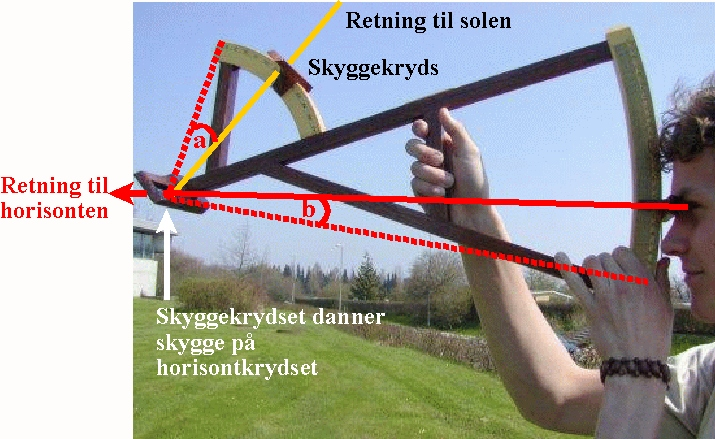 Retning til solen
Skyggekryds
a
Retning til
horisonten
b
Skyggekrydset danner
skygge på
horisontkrydset